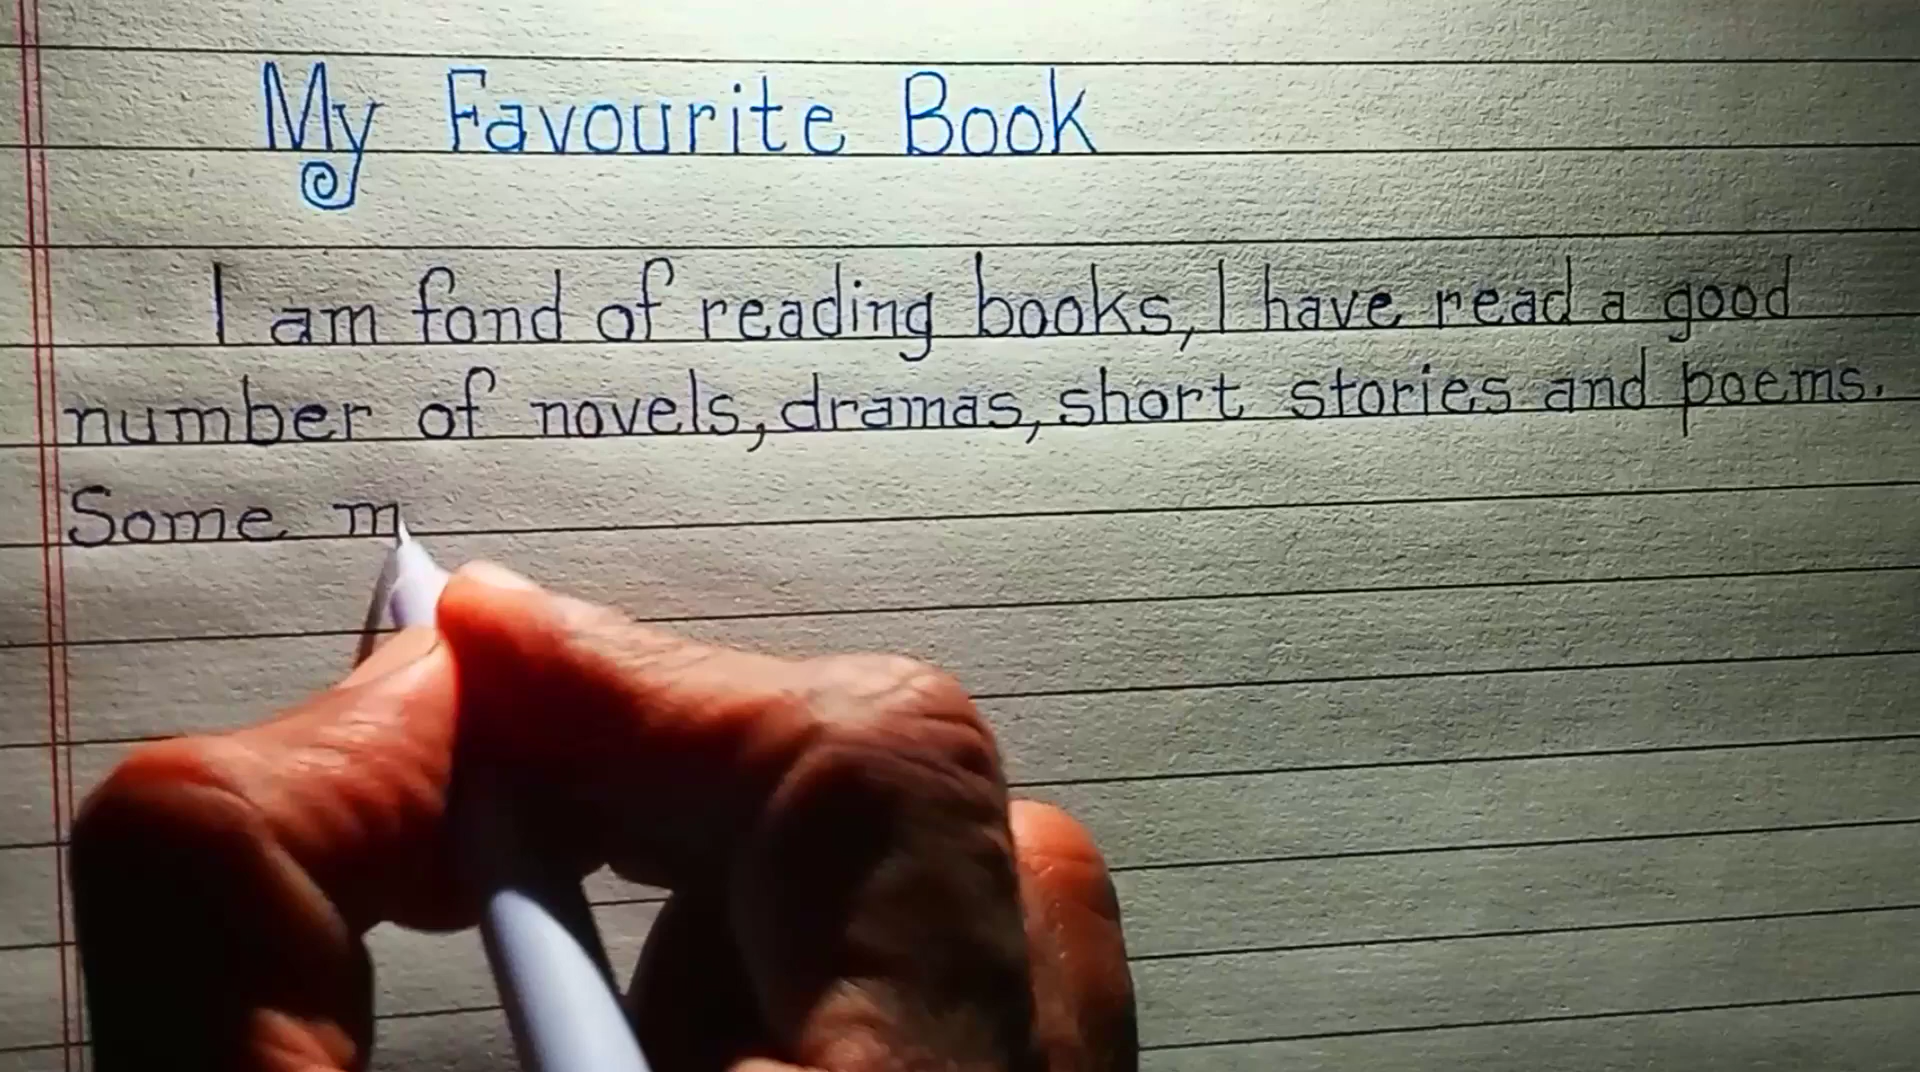 My Favourite Book
I am fond of reading books, I have read a good
number of novels, dramas, short stories and poems.
Some m